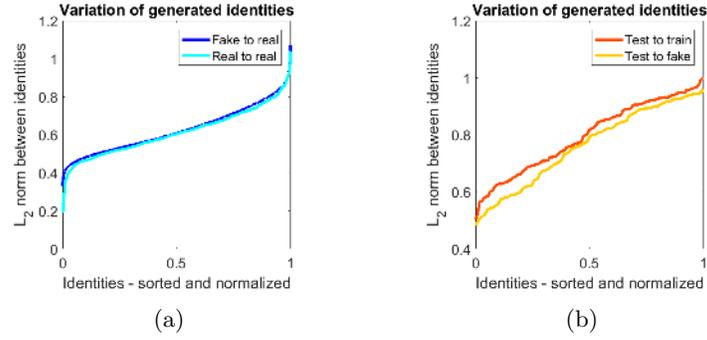 Variation of generated identities
Fake to real
Real to real
L2 norm between identities
1.2
1
0.8
0.6
0.4
0.2
0
0
0.5
1
Identities - sorted and normalized
(a)
Variation of generated identities
Test to train
Test to fake
L2 norm between identities
1.2
1
0.8
0.6
0.4
0
0.5
1
Identities - sorted and normalized
(b)